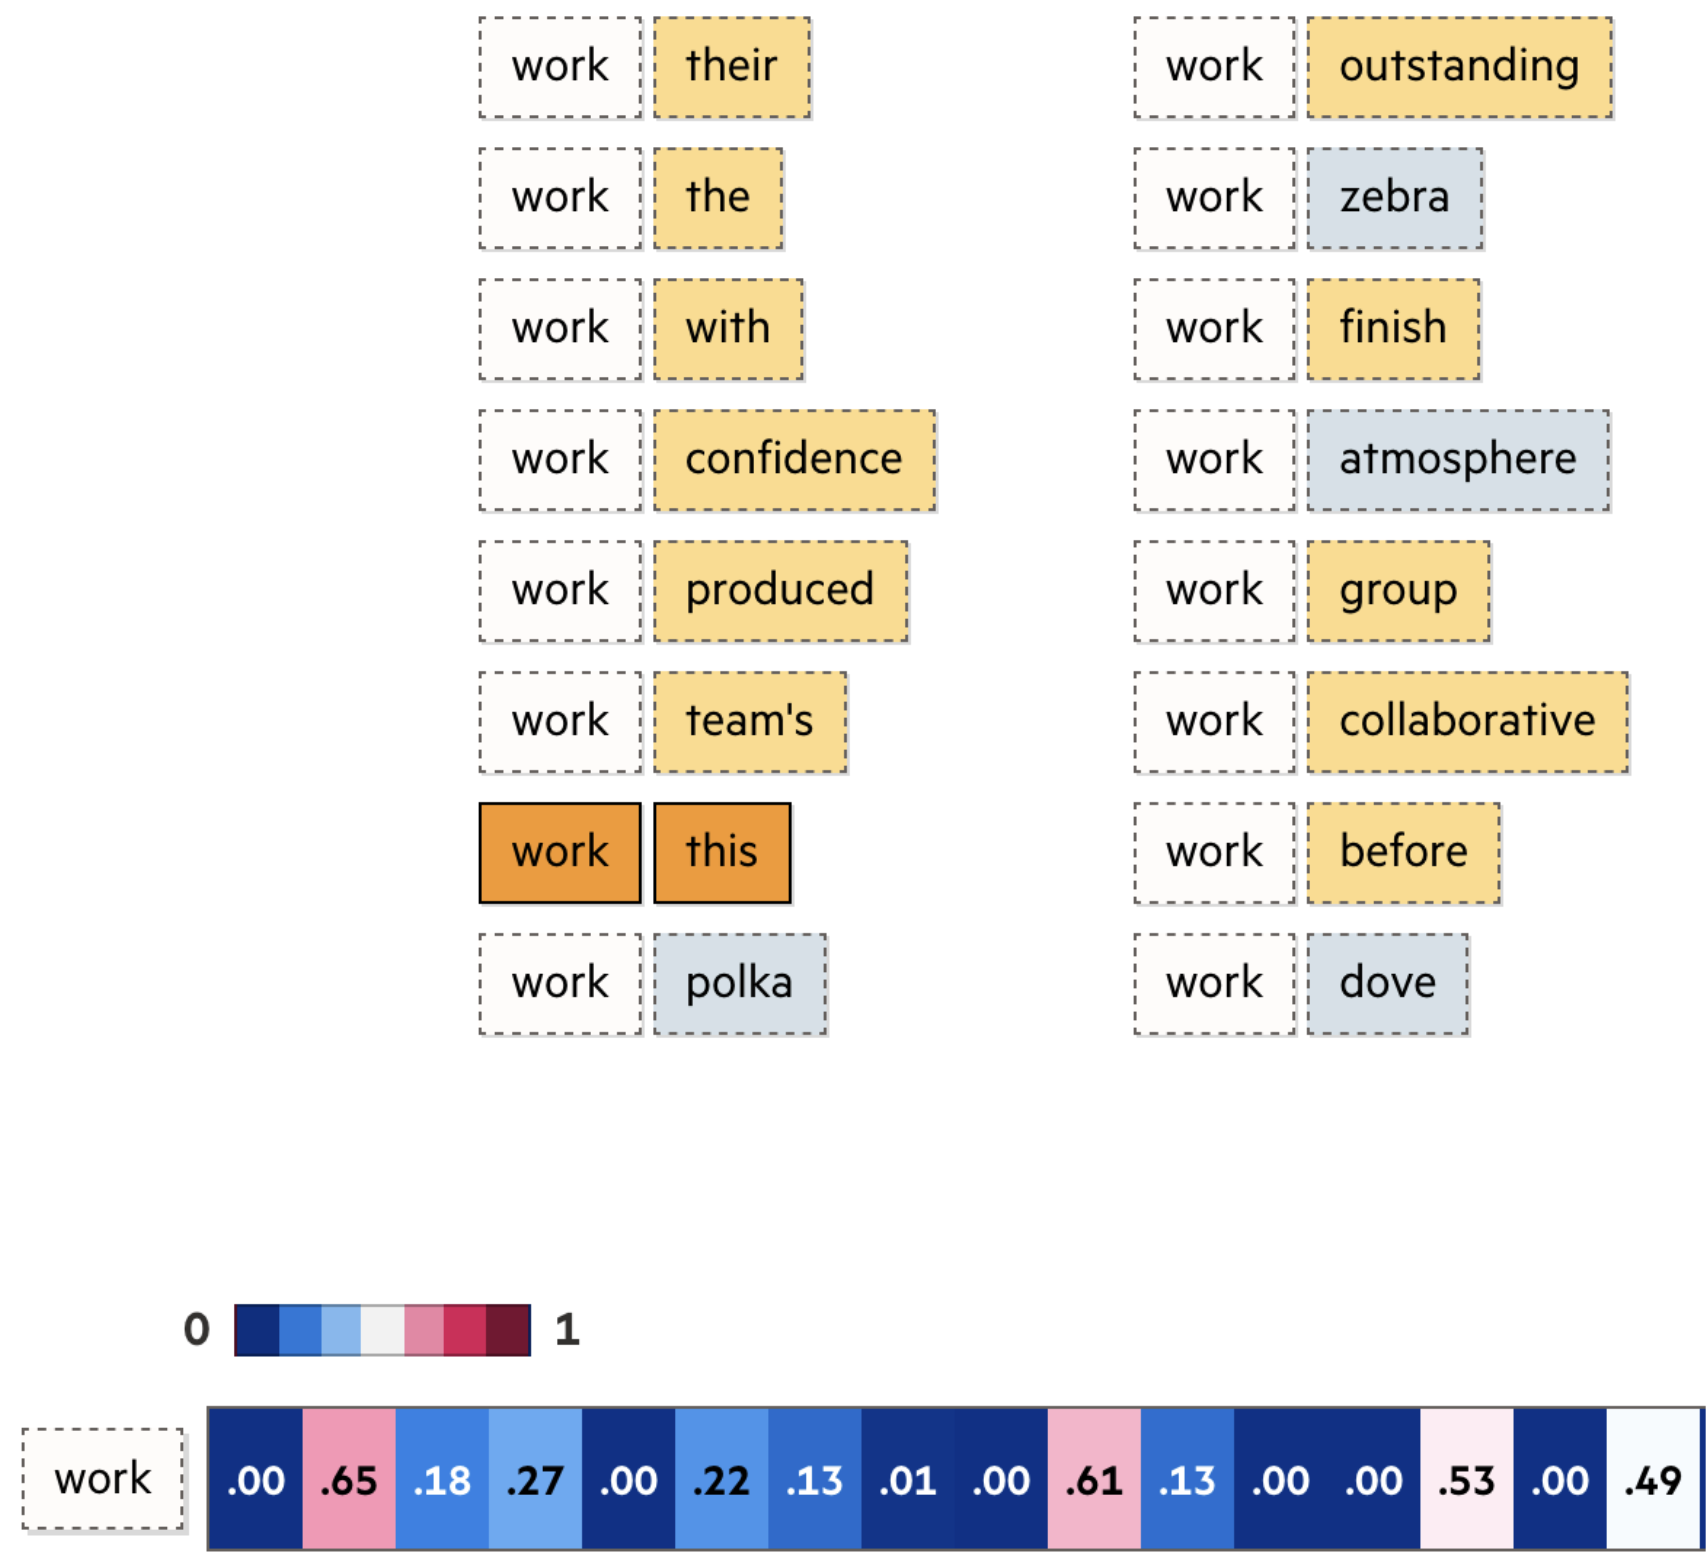 work their work outstanding
work the work zebra
work with work finish
work confidence work atmosphere
work produced work group
work team's work collaborative
work this work before
work polka work dove
0 1
work .00 .65 .18 .27 .00 .22 .13 .01 .00 .61 .13 .00 .00 .53 .00 .49